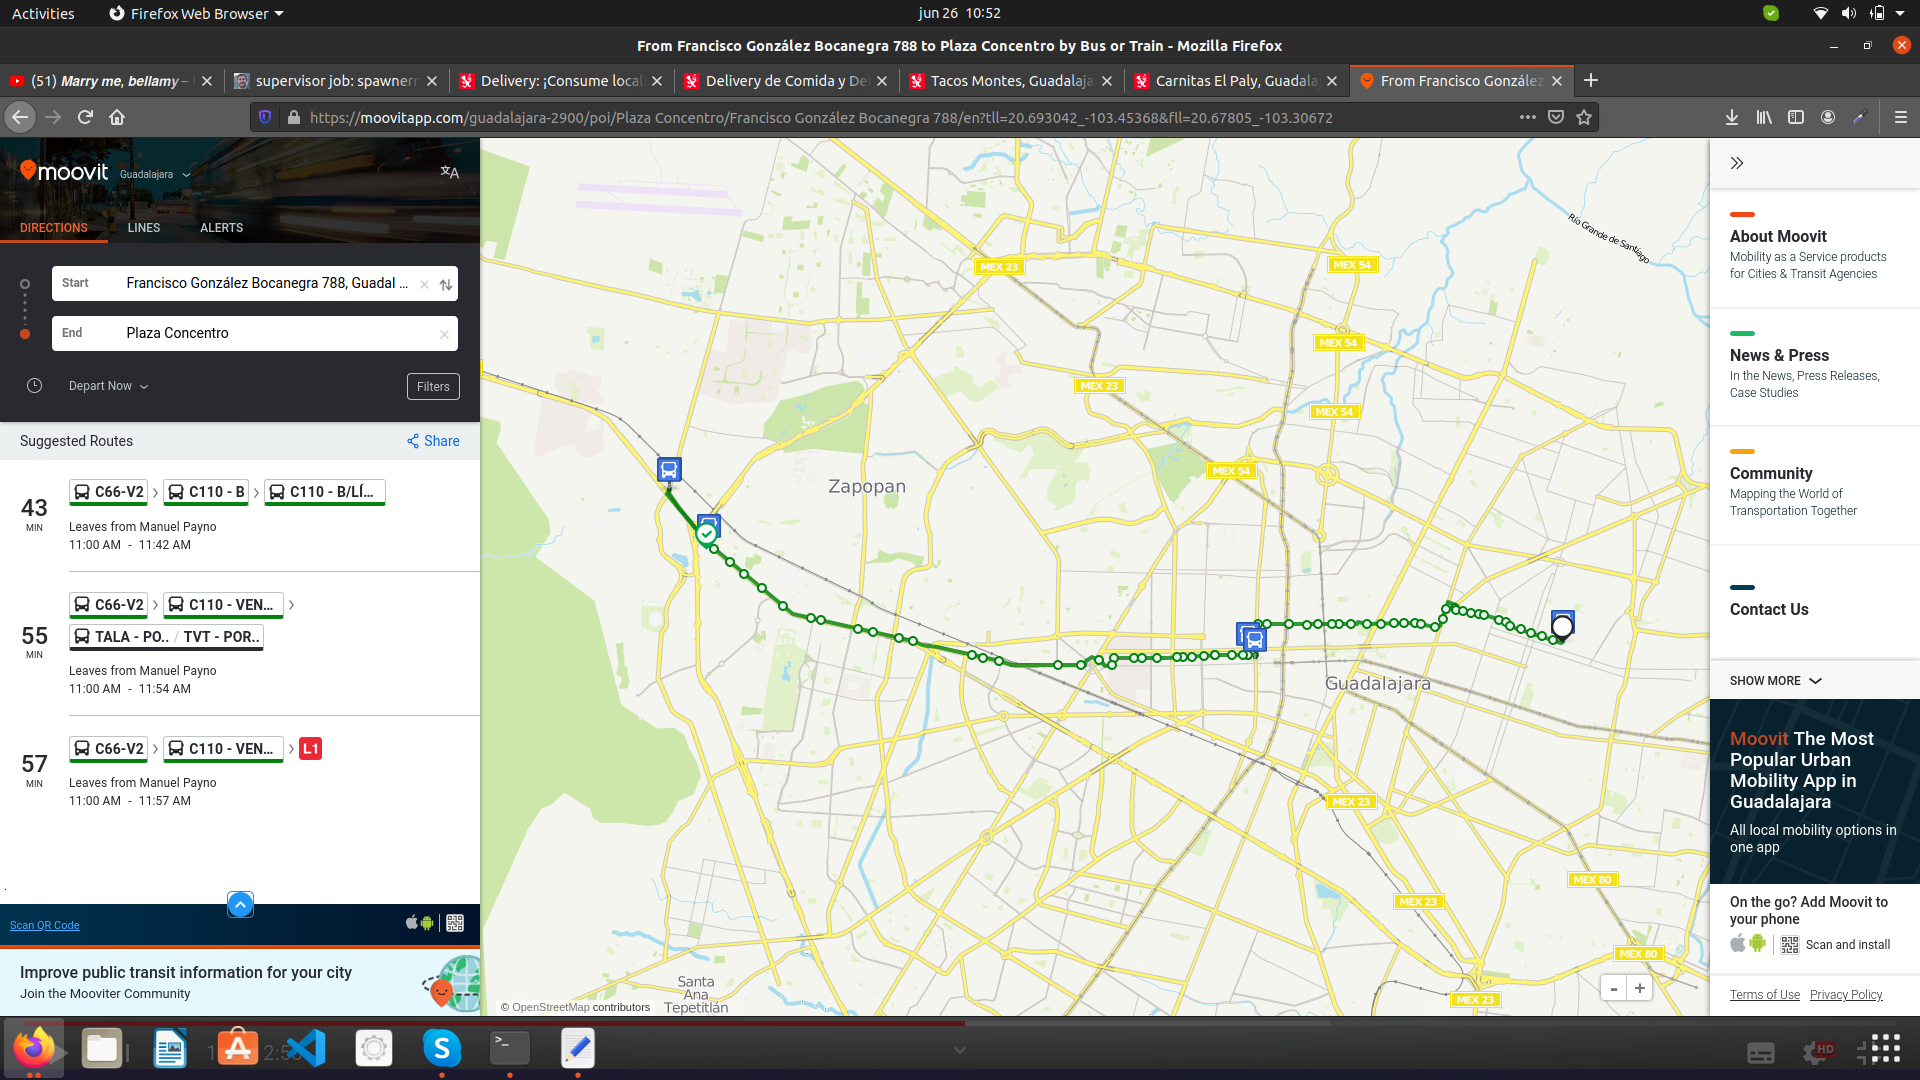 Activities
Firefox Web Browser
jun 26 10:52
From Francisco González Bocanegra 788 to Plaza Concentro by Bus or Train - Mozilla Firefox
(51) Marry me, bellamy –
supervisor job: spawnerr
Delivery: ¡Consume local
Delivery de Comida y De
Tacos Montes, Guadalaja
Carnitas El Paly, Guadala
From Francisco González
https://moovitapp.com/guadalajara-2900/poi/Plaza Concentro/Francisco González Bocanegra 788/en?tll=20.693042_-103.45368&fll=20.67805_-103.30672
moovit
Guadalajara
DIRECTIONS
LINES
ALERTS
Start
Francisco González Bocanegra 788, Guadal ...
End
Plaza Concentro
Depart Now
Filters
Suggested Routes
Share
43
MIN
C66-V2
C110 - B
C110 - B/LÍ...
Leaves from Manuel Payno
11:00 AM - 11:42 AM
55
MIN
C66-V2
C110 - VEN...
TALA - PO.. / TVT - POR..
Leaves from Manuel Payno
11:00 AM - 11:54 AM
57
MIN
C66-V2
C110 - VEN...
L1
Leaves from Manuel Payno
11:00 AM - 11:57 AM
Scan QR Code
Improve public transit information for your city
Join the Mooviter Community
MEX 23
MEX 54
Río Grande de Santiago
MEX 54
MEX 23
MEX 54
MEX 54
Zapopan
Guadalajara
MEX 23
MEX 80
MEX 23
MEX 80
MEX 23
Santa
Ana
Tepetitlán
© OpenStreetMap contributors
- +
About Moovit
Mobility as a Service products
for Cities & Transit Agencies
News & Press
In the News, Press Releases,
Case Studies
Community
Mapping the World of
Transportation Together
Contact Us
SHOW MORE
Moovit The Most
Popular Urban
Mobility App in
Guadalajara
All local mobility options in
one app
On the go? Add Moovit to
your phone
Scan and install
Terms of Use
Privacy Policy
HD